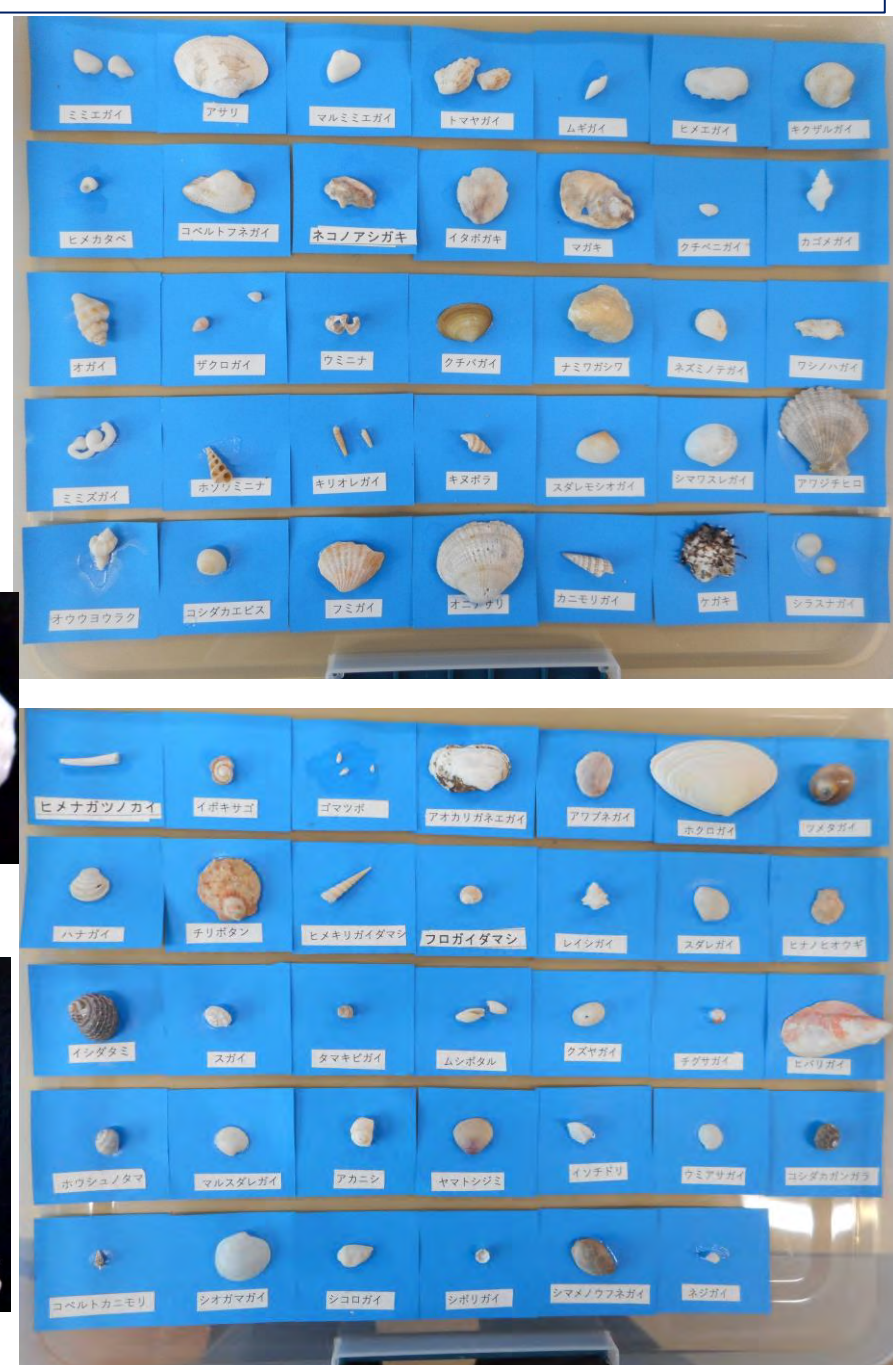 ミミエガイ
アサリ
マルミミエガイ
トマヤガイ
ムギガイ
ヒメエガイ
キクザルガイ
ヒメカタベ
コベルトフネガイ
ネコノアシガキ
イタボガキ
マガキ
クチベニガイ
カゴメガイ
オガイ
ザクロガイ
ウミニナ
クチバガイ
ナミワガシワ
ネズミノテガイ
ワシノハガイ
ミミズガイ
ホソウミニナ
キリオレガイ
キヌボラ
スダレモシオガイ
シマワスレガイ
アワジチヒロ
オウウヨウラク
コシダカエビス
フミガイ
オニアサリ
カニモリガイ
ケガキ
シラスナガイ
ヒメナガツノカイ
イボキサゴ
ゴマツボ
アオカリガネエガイ
アワブネガイ
ホクロガイ
ツメタガイ
ハナガイ
チリボタン
ヒメキリガイダマシ
フロガイダマシ
レイシガイ
スダレガイ
ヒナノヒオウギ
イシダタミ
スガイ
タマキビガイ
ムシボタル
クズヤガイ
チグサガイ
ヒバリガイ
ホウシュノタマ
マルスダレガイ
アカニシ
ヤマトシジミ
イソチドリ
ウミアサガイ
コシダカガンガラ
コベルトカニモリ
シオガマガイ
シコロガイ
シボリガイ
シマメノウフネガイ
ネジガイ